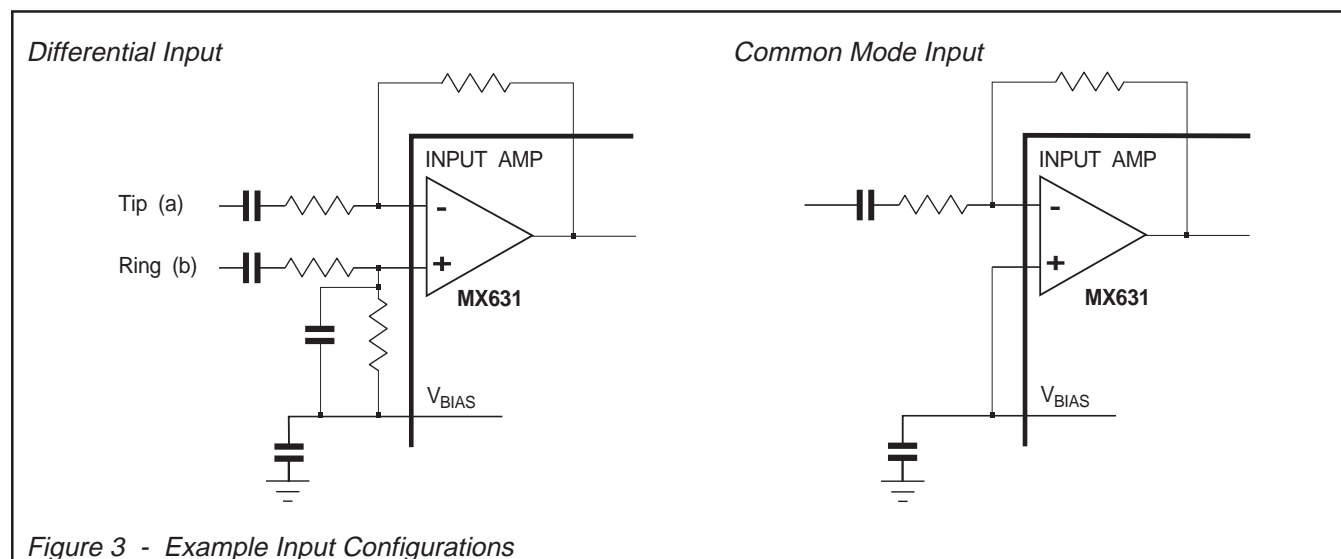 Differential Input
INPUT AMP
Tip (a)
-
Ring (b)
+
MX631
VBIAS
Common Mode Input
INPUT AMP
-
+
MX631
VBIAS
Figure 3 - Example Input Configurations